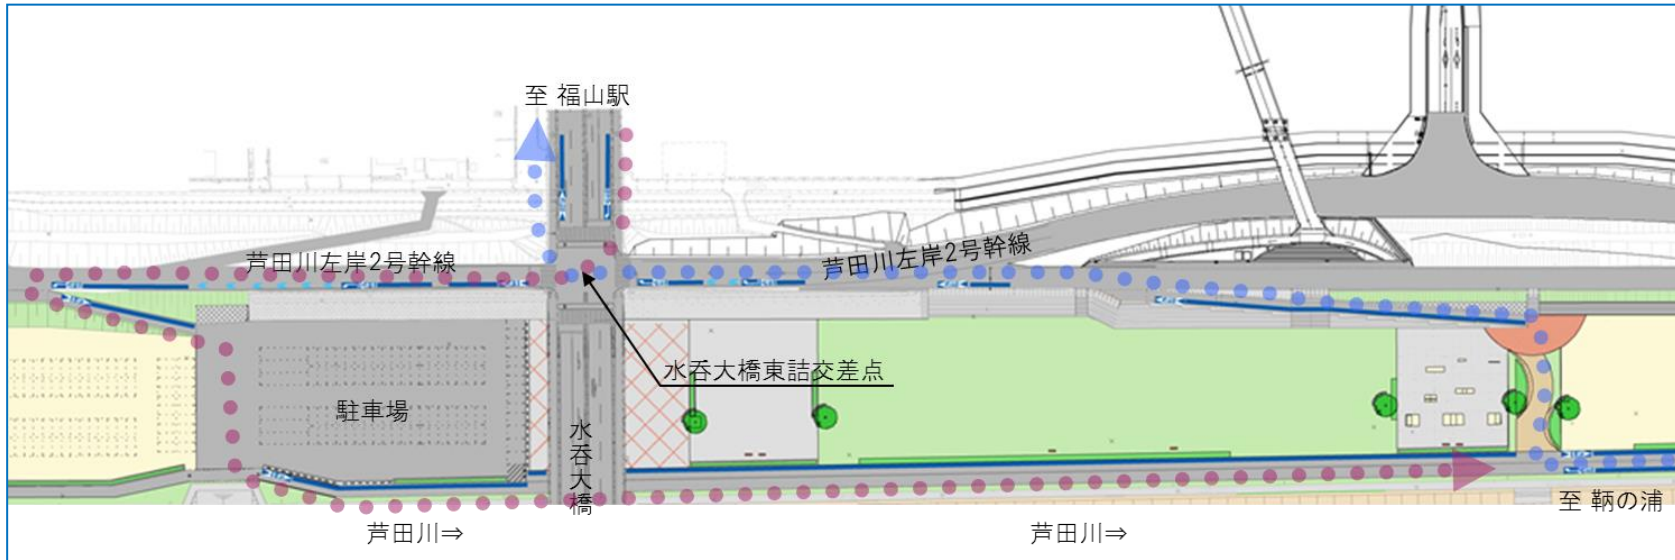 至 福山駅
芦田川左岸2号幹線
芦田川左岸2号幹線
水呑大橋東詰交差点
駐車場
水呑大橋
至 鞆の浦
芦田川⇒
芦田川⇒